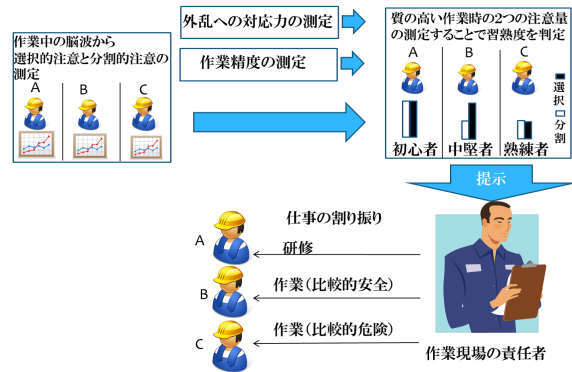 作業中の脳波から
選択的注意と分割的注意の
測定
A
B
C
外乱への対応力の測定
作業精度の測定
質の高い作業時の2つの注意量
の測定することで習熟度を判定
A
B
C
選択
分割
初心者
中堅者
熟練者
提示
仕事の割り振り
A
研修
B
作業(比較的安全)
C
作業(比較的危険)
作業現場の責任者